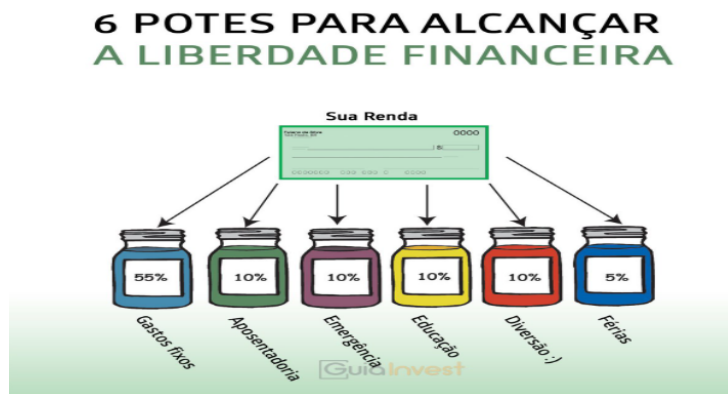 6 POTES PARA ALCANÇAR
A LIBERDADE FINANCEIRA
Sua Renda
0000
55%
10%
10%
10%
10%
5%
Gastos fixos
Aposentadoria
Emergência
Educação
Diversão :)
Férias
GuiaInvest